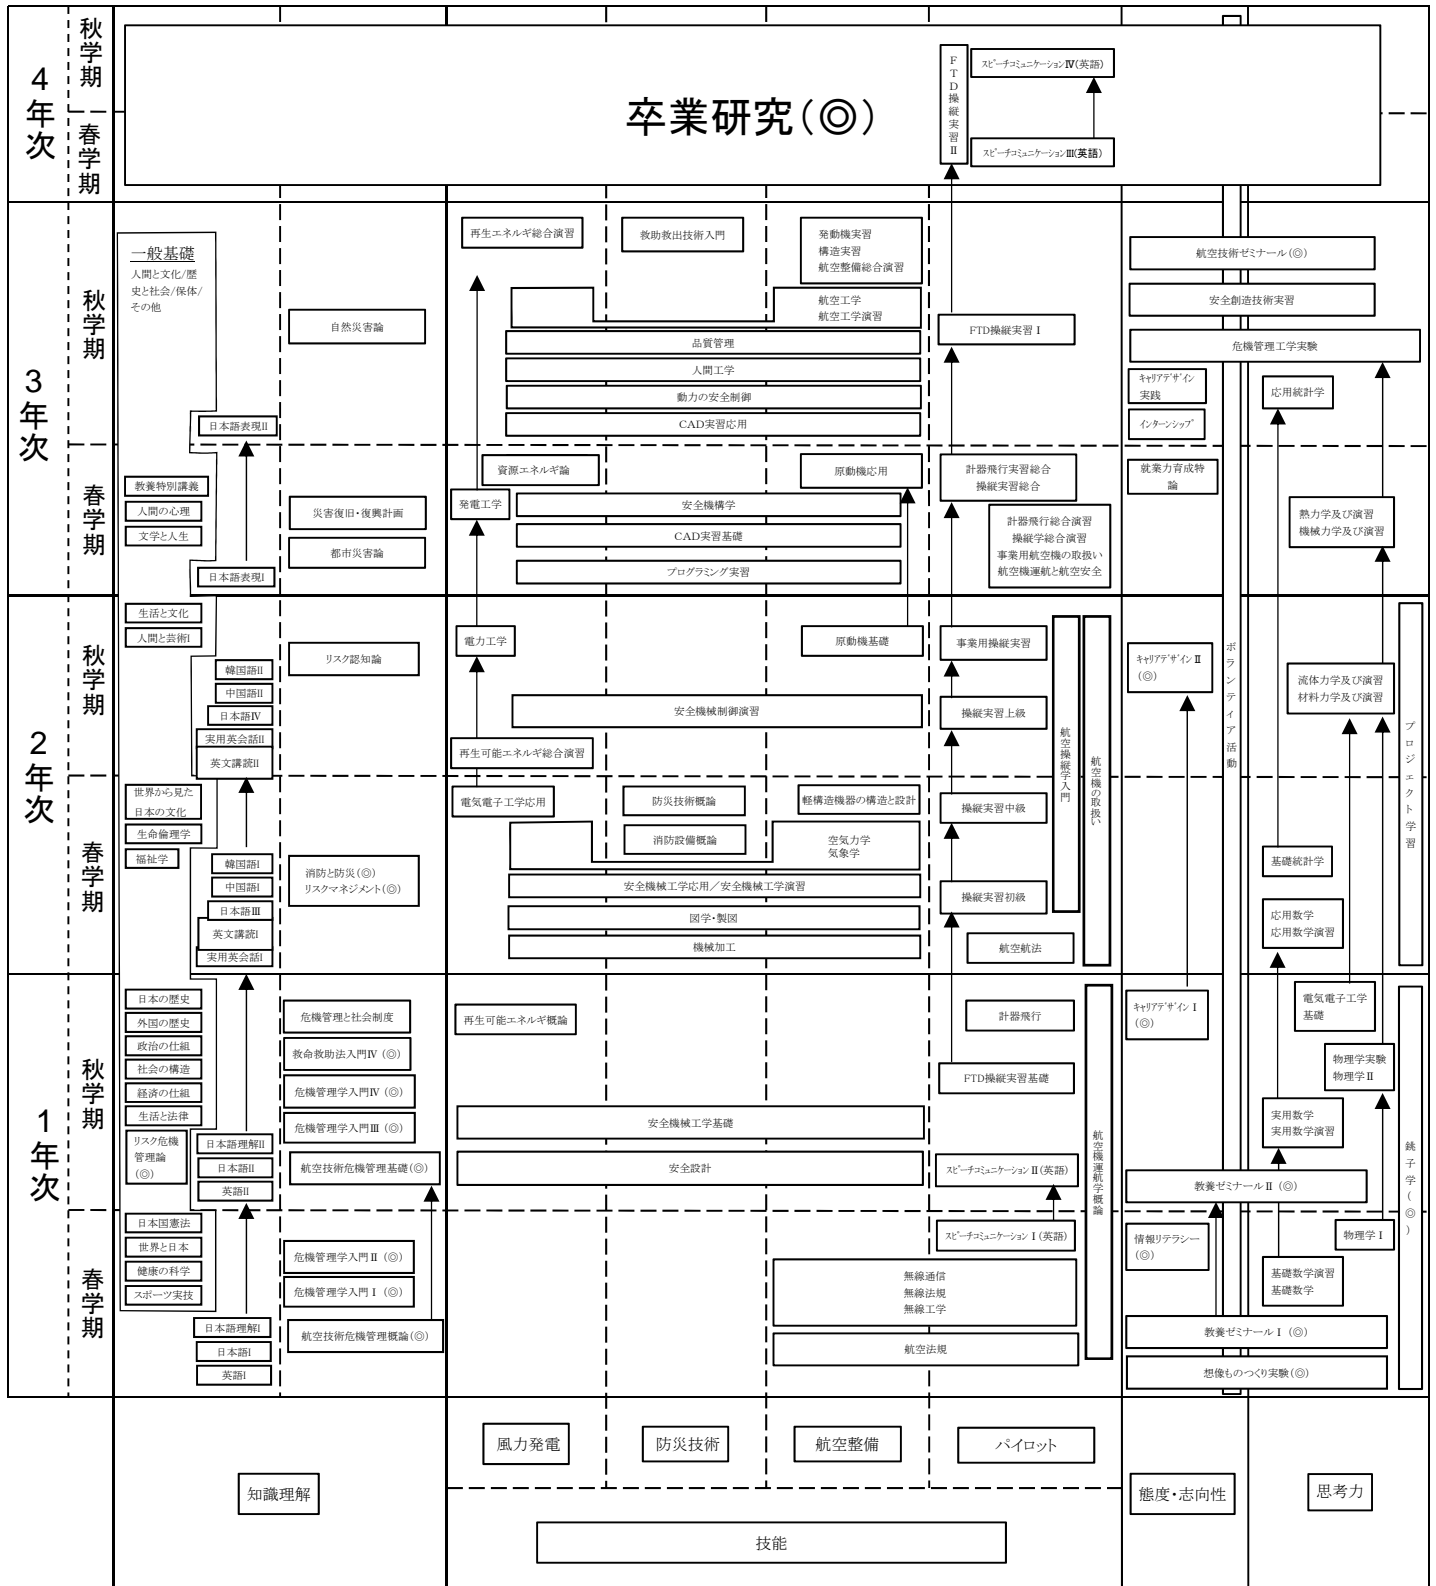 4年次
秋学期
春学期
卒業研究(◎)
FTD操縦実習Ⅱ
スピーチコミュニケーションⅣ(英語)
スピーチコミュニケーションⅢ(英語)
3年次
秋学期
一般基礎
人間と文化/歴
史と社会/保体/
その他
自然災害論
日本語表現II
再生エネルギ総合演習
救助救出技術入門
発動機実習
構造実習
航空整備総合演習
航空工学
航空工学演習
品質管理
人間工学
動力の安全制御
CAD実習応用
FTD操縦実習Ⅰ
航空技術ゼミナール(◎)
安全創造技術実習
危機管理工学実験
キャリアデザイン
実践
インターンシップ
応用統計学
春学期
教養特別講義
人間の心理
文学と人生
日本語表現I
災害復旧・復興計画
都市災害論
資源エネルギ論
発電工学
原動機応用
安全機構学
CAD実習基礎
プログラミング実習
計器飛行実習総合
操縦実習総合
計器飛行総合演習
操縦学総合演習
事業用航空機の取扱い
航空機運航と航空安全
就業力育成特
論
熱力学及び演習
機械力学及び演習
2年次
秋学期
生活と文化
人間と芸術I
韓国語II
中国語II
日本語Ⅳ
実用英会話II
英文講読II
リスク認知論
電力工学
原動機基礎
安全機械制御演習
再生可能エネルギ総合演習
事業用操縦実習
操縦実習上級
航空操縦学入門
航空機の取扱い
キャリアデザインⅡ
(◎)
ボランティア活動
流体力学及び演習
材料力学及び演習
プロジェクト学習
春学期
世界から見た
日本の文化
生命倫理学
福祉学
韓国語I
中国語I
日本語Ⅲ
英文講読I
実用英会話I
消防と防災(◎)
リスクマネジメント(◎)
電気電子工学応用
防災技術概論
軽構造機器の構造と設計
消防設備概論
空気力学
気象学
安全機械工学応用／安全機械工学演習
図学・製図
機械加工
操縦実習中級
操縦実習初級
航空航法
基礎統計学
応用数学
応用数学演習
1年次
秋学期
日本の歴史
外国の歴史
政治の仕組
社会の構造
経済の仕組
生活と法律
リスク危機
管理論
(◎)
日本語理解II
日本語II
英語II
危機管理と社会制度
救命救助法入門Ⅳ (◎)
危機管理学入門Ⅳ (◎)
危機管理学入門Ⅲ (◎)
航空技術危機管理基礎(◎)
再生可能エネルギ概論
安全機械工学基礎
安全設計
計器飛行
FTD操縦実習基礎
スピーチコミュニケーションⅡ(英語)
航空機運航学概論
キャリアデザインⅠ
(◎)
電気電子工学
基礎
物理学実験
物理学Ⅱ
実用数学
実用数学演習
教養ゼミナールⅡ (◎)
銚子学(◎)
春学期
日本国憲法
世界と日本
健康の科学
スポーツ実技
日本語理解I
日本語I
英語I
危機管理学入門Ⅱ (◎)
危機管理学入門Ⅰ (◎)
航空技術危機管理概論(◎)
スピーチコミュニケーションⅠ(英語)
無線通信
無線法規
無線工学
航空法規
情報リテラシー
(◎)
物理学Ⅰ
基礎数学演習
基礎数学
教養ゼミナールⅠ (◎)
想像ものつくり実験(◎)
風力発電
防災技術
航空整備
パイロット
知識理解
態度・志向性
思考力
技能